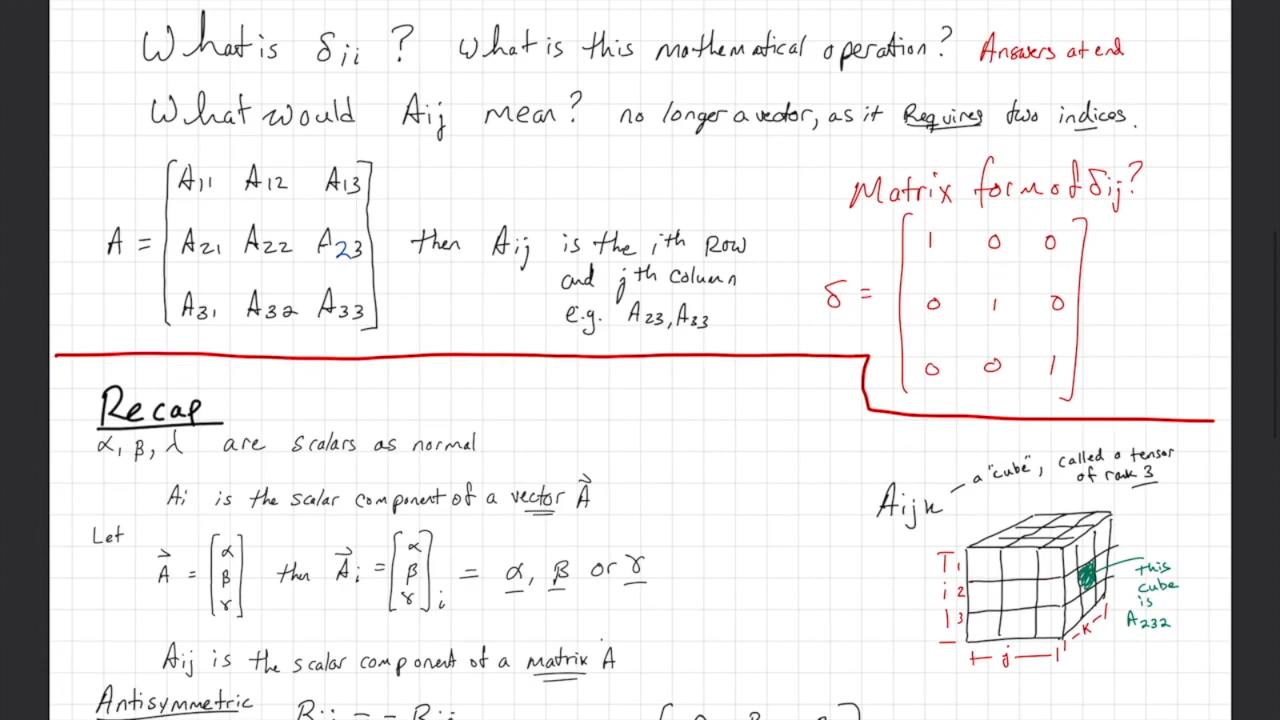 What is δii ? What is this mathematical operation? Answers at end
What would Aij mean? no longer a vector, as it Requires two indices.
Matrix form of δij?
A = [A11 A12 A13
A21 A22 A23
A31 A32 A33]
then Aij is the ith Row
and jth column
e.g. A23, A33
δ = [1 0 0
0 1 0
0 0 1]
Recap
α, β, λ are scalars as normal
Ai is the scalar component of a vector A⃗
Let
A⃗ = [α
β
γ] then A⃗i = [α
β
γ]i = α, β or γ
Aij is the scalar component of a matrix A
Aijk
a "cube", called a tensor
of rank 3
1
i 2
3
j
k
this
cube
is
A232
Antisymmetric